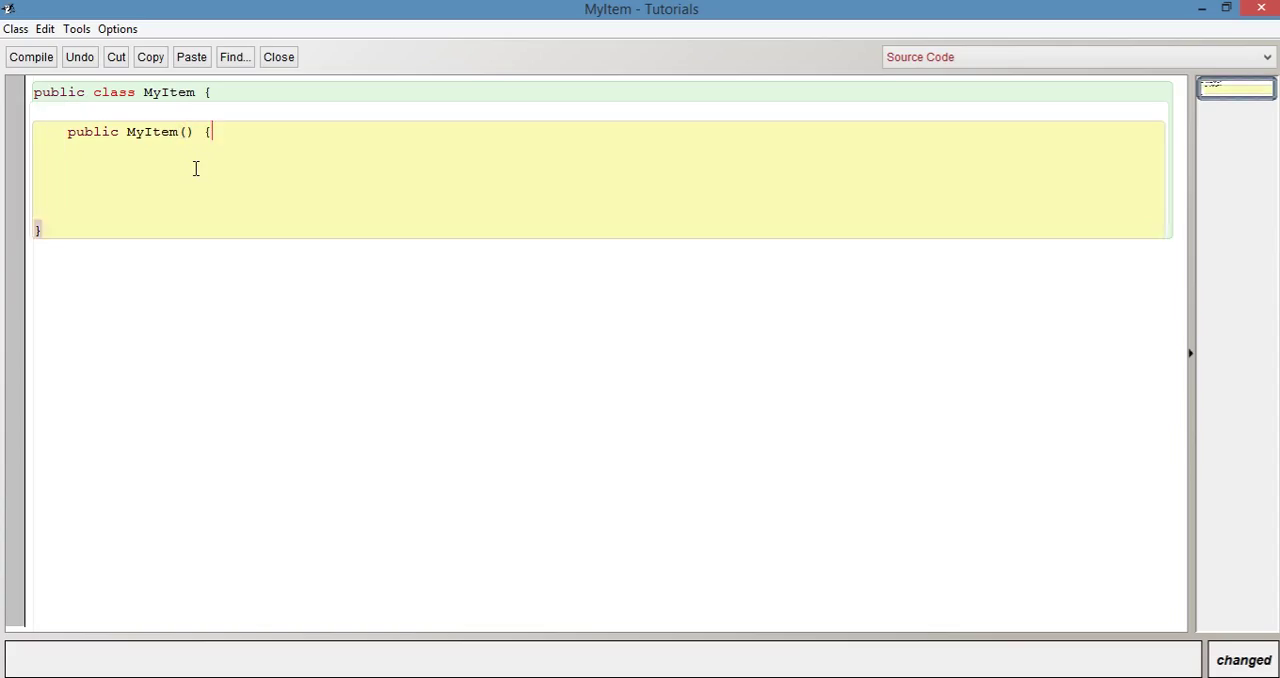 MyItem - Tutorials
Class Edit Tools Options
Compile Undo Cut Copy Paste Find... Close Source Code
public class MyItem {
public MyItem() {
}
changed